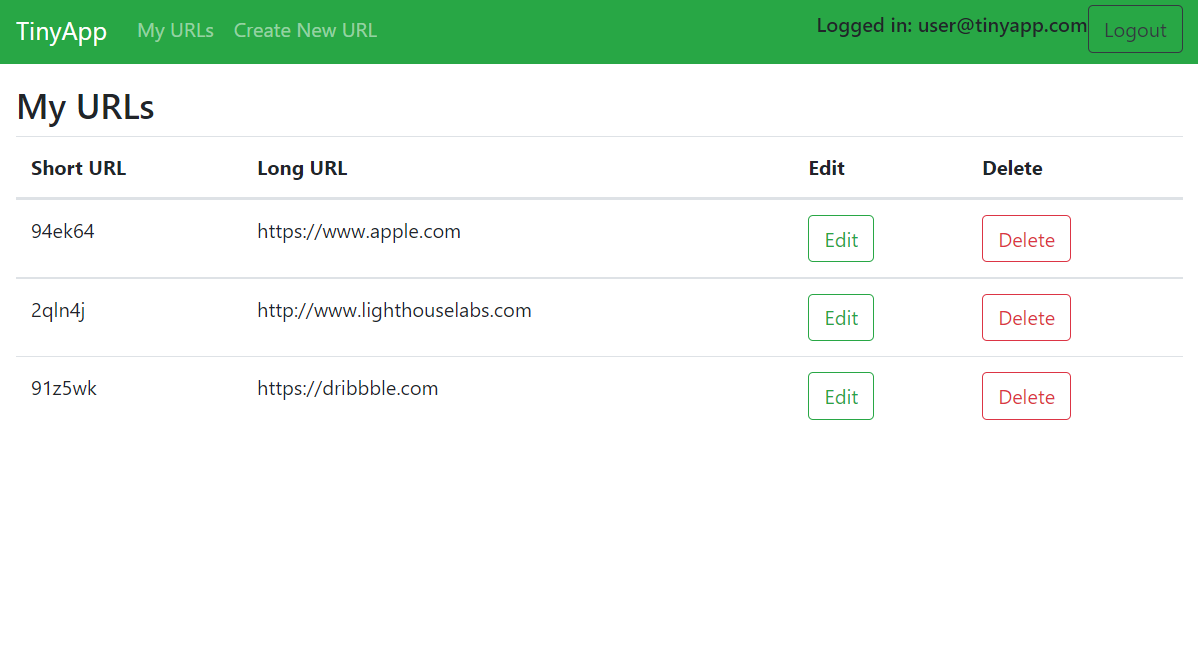 TinyApp My URLs Create New URL Logged in: user@tinyapp.com Logout
My URLs
Short URL Long URL Edit Delete
94ek64 https://www.apple.com Edit Delete
2qln4j http://www.lighthouselabs.com Edit Delete
91z5wk https://dribbble.com Edit Delete